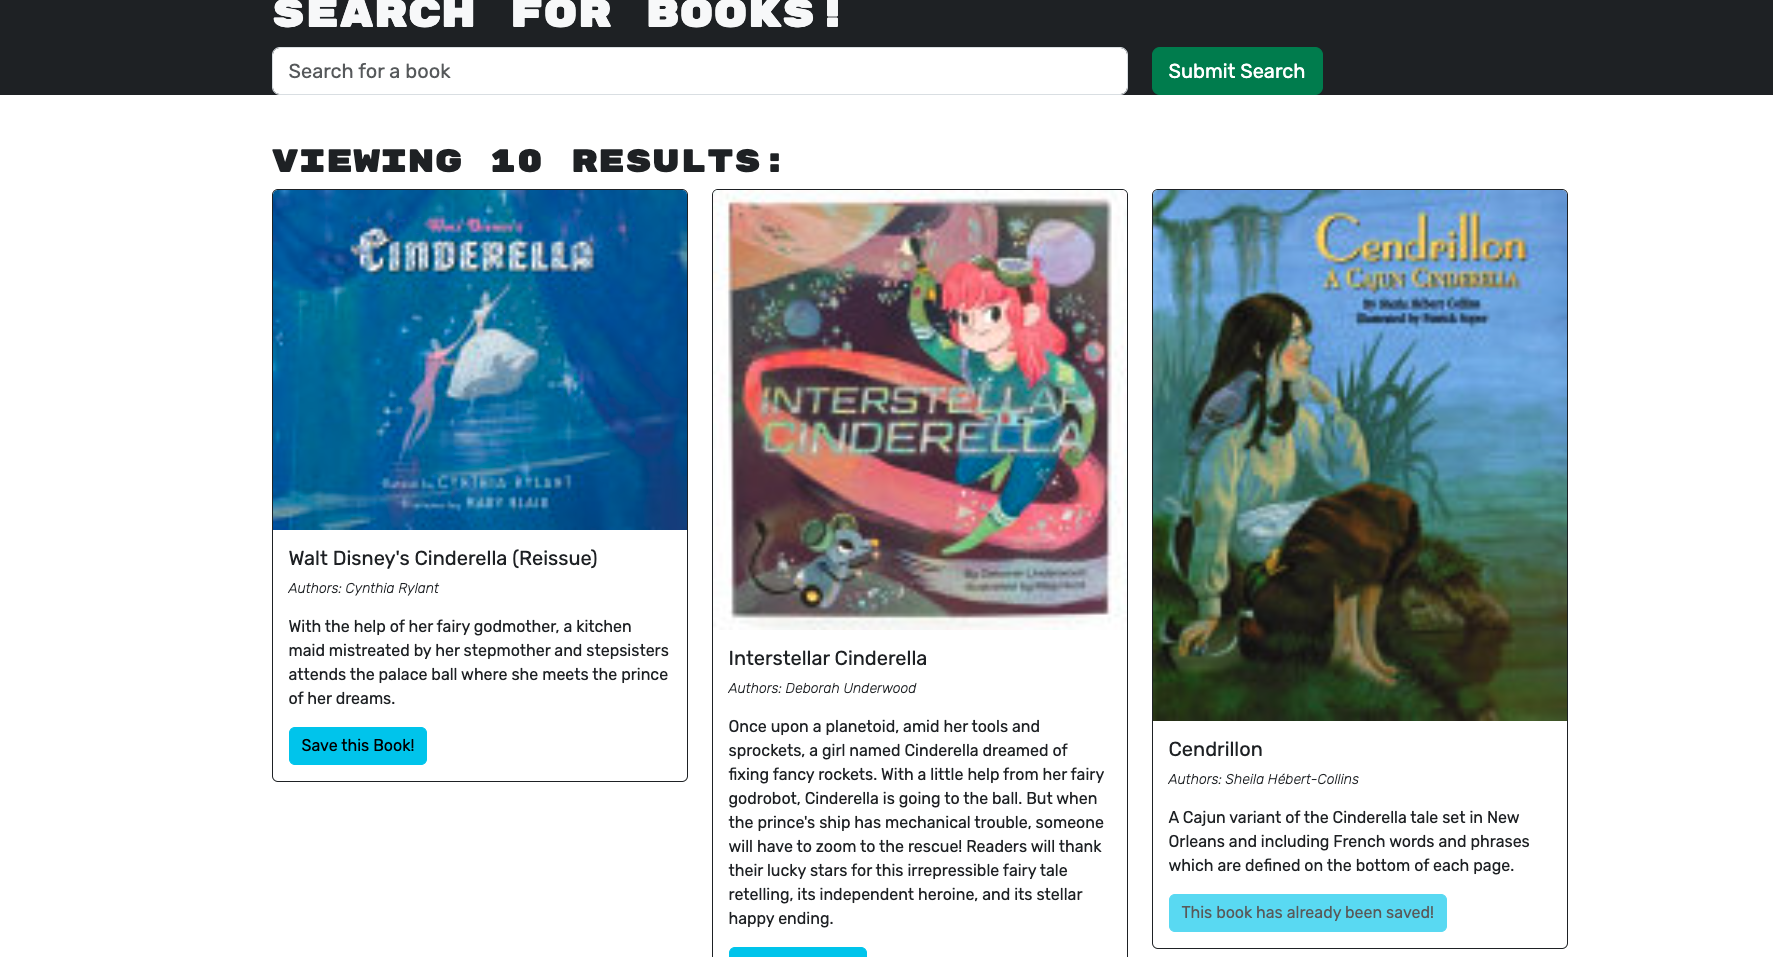 SEARCH FOR BOOKS!
Search for a book
Submit Search
VIEWING 10 RESULTS:
Walt Disney's
CINDERELLA
Retold by CYNTHIA RYLANT
Pictures by MARY BLAIR
Walt Disney's Cinderella (Reissue)
Authors: Cynthia Rylant
With the help of her fairy godmother, a kitchen
maid mistreated by her stepmother and stepsisters
attends the palace ball where she meets the prince
of her dreams.
Save this Book!
INTERSTELLAR
CINDERELLA
By Deborah Underwood
Illustrated by Meg Hunt
Interstellar Cinderella
Authors: Deborah Underwood
Once upon a planetoid, amid her tools and
sprockets, a girl named Cinderella dreamed of
fixing fancy rockets. With a little help from her fairy
godrobot, Cinderella is going to the ball. But when
the prince's ship has mechanical trouble, someone
will have to zoom to the rescue! Readers will thank
their lucky stars for this irrepressible fairy tale
retelling, its independent heroine, and its stellar
happy ending.
Cendrillon
A CAJUN CINDERELLA
By Sheila Hébert Collins
Illustrated by Patrick Soper
Cendrillon
Authors: Sheila Hébert-Collins
A Cajun variant of the Cinderella tale set in New
Orleans and including French words and phrases
which are defined on the bottom of each page.
This book has already been saved!